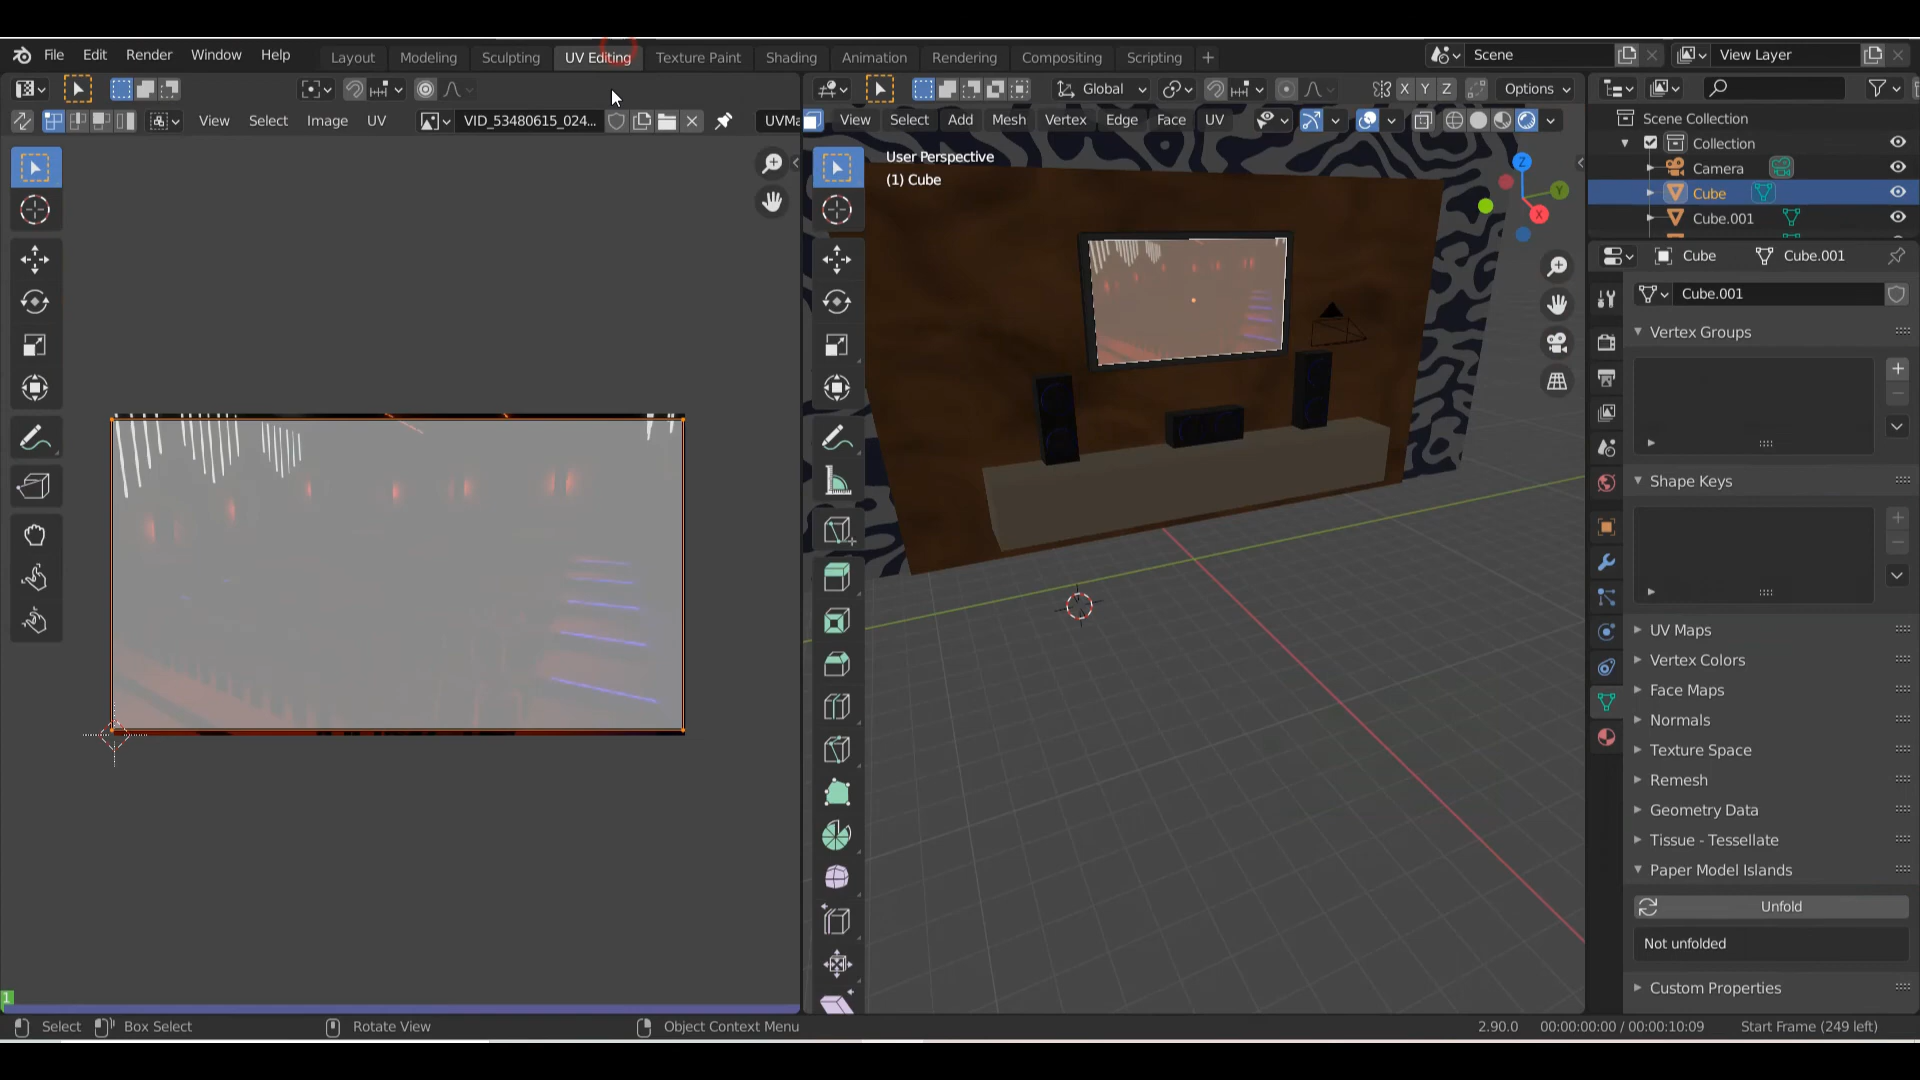 File Edit Render Window Help Layout Modeling Sculpting UV Editing Texture Paint Shading Animation Rendering Compositing Scripting + Scene View Layer
Global X Y Z Options
View Select Image UV VID_53480615_024... UVMa View Select Add Mesh Vertex Edge Face UV
Scene Collection
Collection
Camera
Cube
Cube.001
User Perspective
(1) Cube
Z
Y
X
Cube Cube.001
Cube.001
Vertex Groups
Shape Keys
UV Maps
Vertex Colors
Face Maps
Normals
Texture Space
Remesh
Geometry Data
Tissue - Tessellate
Paper Model Islands
Unfold
Not unfolded
Custom Properties
1
Select Box Select Rotate View Object Context Menu 2.90.0 00:00:00:00 / 00:00:10:09 Start Frame (249 left)